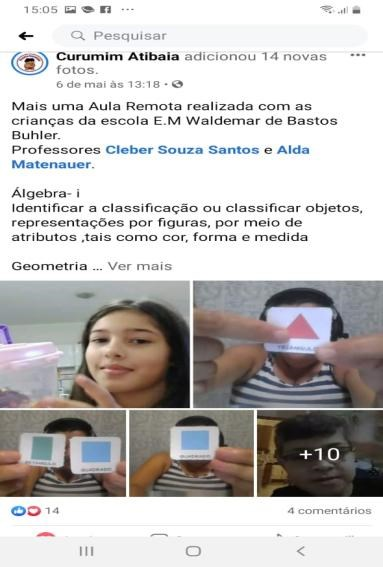 15:05
Pesquisar
Curumim Atibaia adicionou 14 novas
fotos.
6 de mai às 13:18 •
Mais uma Aula Remota realizada com as
crianças da escola E.M Waldemar de Bastos
Buhler.
Professores Cleber Souza Santos e Alda
Matenauer.
Álgebra- i
Identificar a classificação ou classificar objetos,
representações por figuras, por meio de
atributos ,tais como cor, forma e medida
Geometria ... Ver mais
TRIÂNGULO
RETÂNGULO
QUADRADO
QUADRADO
+10
14
4 comentários